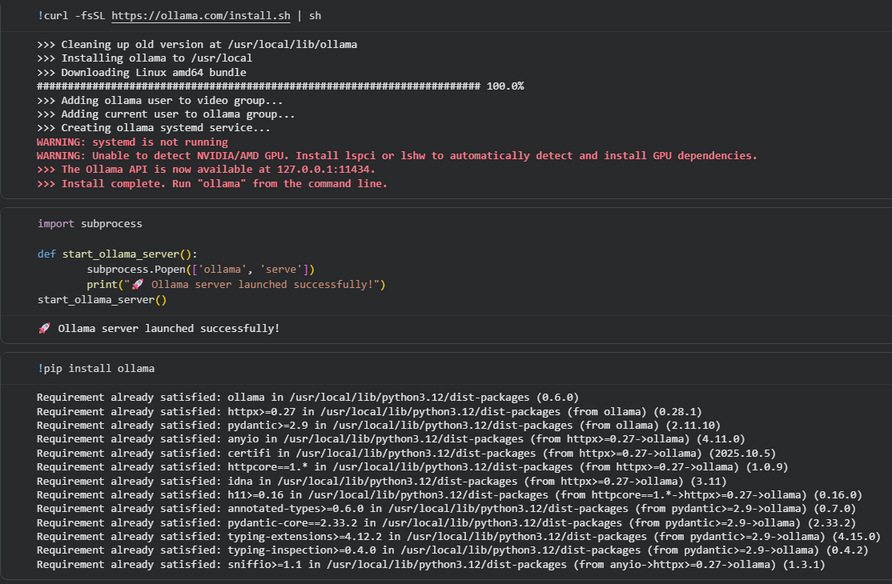 !curl -fsSL https://ollama.com/install.sh | sh
>>> Cleaning up old version at /usr/local/lib/ollama
>>> Installing ollama to /usr/local
>>> Downloading Linux amd64 bundle
######################################################################## 100.0%
>>> Adding ollama user to video group...
>>> Adding current user to ollama group...
>>> Creating ollama systemd service...
WARNING: systemd is not running
WARNING: Unable to detect NVIDIA/AMD GPU. Install lspci or lshw to automatically detect and install GPU dependencies.
>>> The Ollama API is now available at 127.0.0.1:11434.
>>> Install complete. Run "ollama" from the command line.
import subprocess
def start_ollama_server():
        subprocess.Popen(['ollama', 'serve'])
        print("🚀 Ollama server launched successfully!")
start_ollama_server()
🚀 Ollama server launched successfully!
!pip install ollama
Requirement already satisfied: ollama in /usr/local/lib/python3.12/dist-packages (0.6.0)
Requirement already satisfied: httpx>=0.27 in /usr/local/lib/python3.12/dist-packages (from ollama) (0.28.1)
Requirement already satisfied: pydantic>=2.9 in /usr/local/lib/python3.12/dist-packages (from ollama) (2.11.10)
Requirement already satisfied: anyio in /usr/local/lib/python3.12/dist-packages (from httpx>=0.27->ollama) (4.11.0)
Requirement already satisfied: certifi in /usr/local/lib/python3.12/dist-packages (from httpx>=0.27->ollama) (2025.10.5)
Requirement already satisfied: httpcore==1.* in /usr/local/lib/python3.12/dist-packages (from httpx>=0.27->ollama) (1.0.9)
Requirement already satisfied: idna in /usr/local/lib/python3.12/dist-packages (from httpx>=0.27->ollama) (3.11)
Requirement already satisfied: h11>=0.16 in /usr/local/lib/python3.12/dist-packages (from httpcore==1.*->httpx>=0.27->ollama) (0.16.0)
Requirement already satisfied: annotated-types>=0.6.0 in /usr/local/lib/python3.12/dist-packages (from pydantic>=2.9->ollama) (0.7.0)
Requirement already satisfied: pydantic-core==2.33.2 in /usr/local/lib/python3.12/dist-packages (from pydantic>=2.9->ollama) (2.33.2)
Requirement already satisfied: typing-extensions>=4.12.2 in /usr/local/lib/python3.12/dist-packages (from pydantic>=2.9->ollama) (4.15.0)
Requirement already satisfied: typing-inspection>=0.4.0 in /usr/local/lib/python3.12/dist-packages (from pydantic>=2.9->ollama) (0.4.2)
Requirement already satisfied: sniffio>=1.1 in /usr/local/lib/python3.12/dist-packages (from anyio->httpx>=0.27->ollama) (1.3.1)